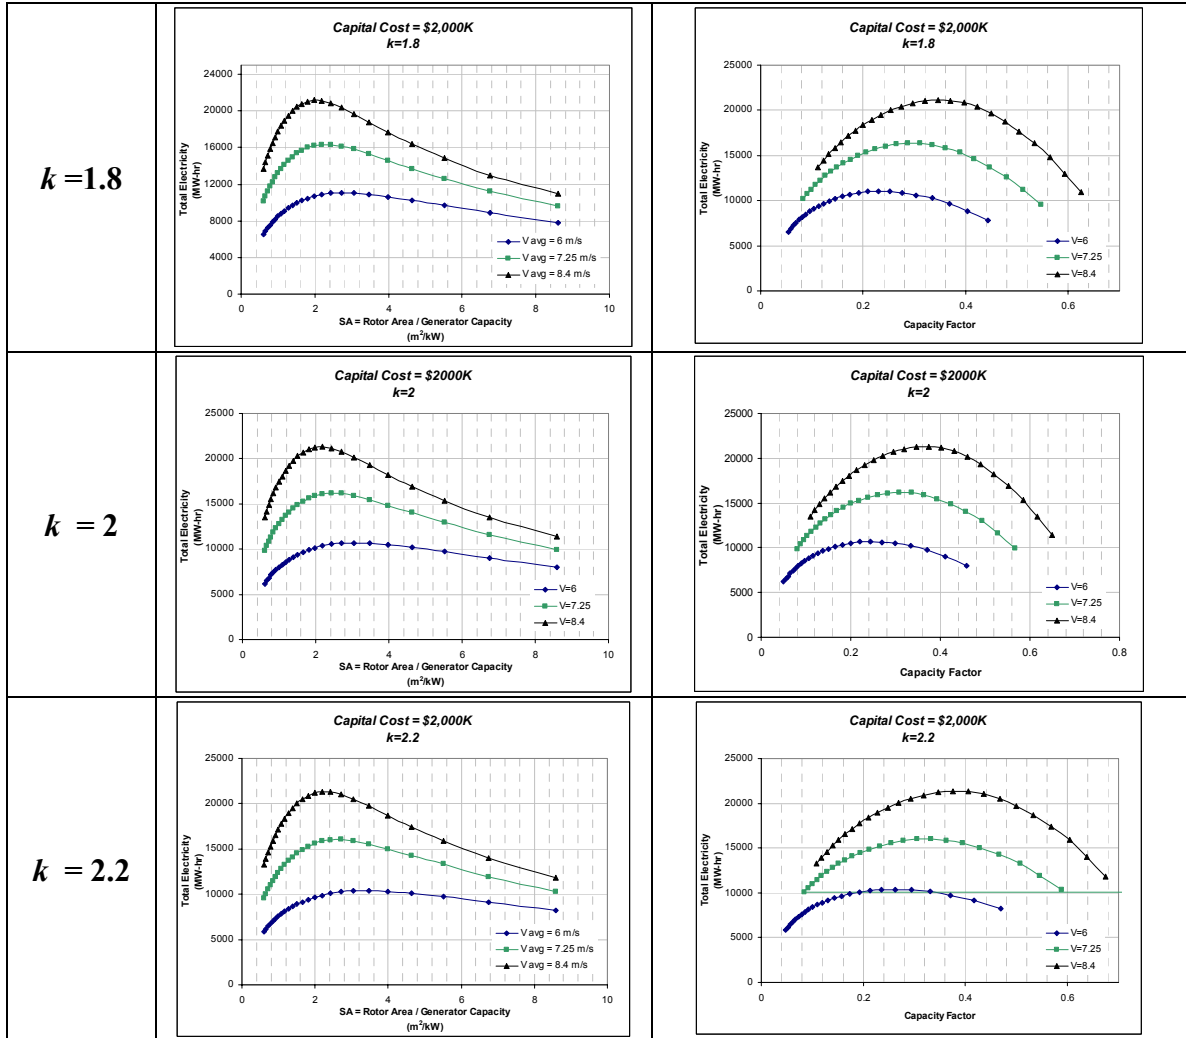 k =1.8
Capital Cost = $2,000K
k=1.8
24000
20000
16000
12000
8000
4000
0
Total Electricity
(MW-hr)
V avg = 6 m/s
V avg = 7.25 m/s
V avg = 8.4 m/s
0 2 4 6 8 10
SA = Rotor Area / Generator Capacity
(m²/kW)
Capital Cost = $2,000K
k=1.8
25000
20000
15000
10000
5000
0
Total Electricity
(MW-hr)
V=6
V=7.25
V=8.4
0 0.2 0.4 0.6
Capacity Factor
k = 2
Capital Cost = $2000K
k=2
25000
20000
15000
10000
5000
0
Total Electricity
(MW-hr)
V=6
V=7.25
V=8.4
0 2 4 6 8 10
SA = Rotor Area / Generator Capacity
(m²/kW)
Capital Cost = $2000K
k=2
25000
20000
15000
10000
5000
0
Total Electricity
(MW-hr)
V=6
V=7.25
V=8.4
0 0.2 0.4 0.6 0.8
Capacity Factor
k = 2.2
Capital Cost = $2,000K
k=2.2
25000
20000
15000
10000
5000
0
Total Electricity
(MW-hr)
V avg = 6 m/s
V avg = 7.25 m/s
V avg = 8.4 m/s
0 2 4 6 8 10
SA = Rotor Area / Generator Capacity
(m²/kW)
Capital Cost = $2,000K
k=2.2
25000
20000
15000
10000
5000
0
Total Electricity
(MW-hr)
V=6
V=7.25
V=8.4
0 0.2 0.4 0.6
Capacity Factor